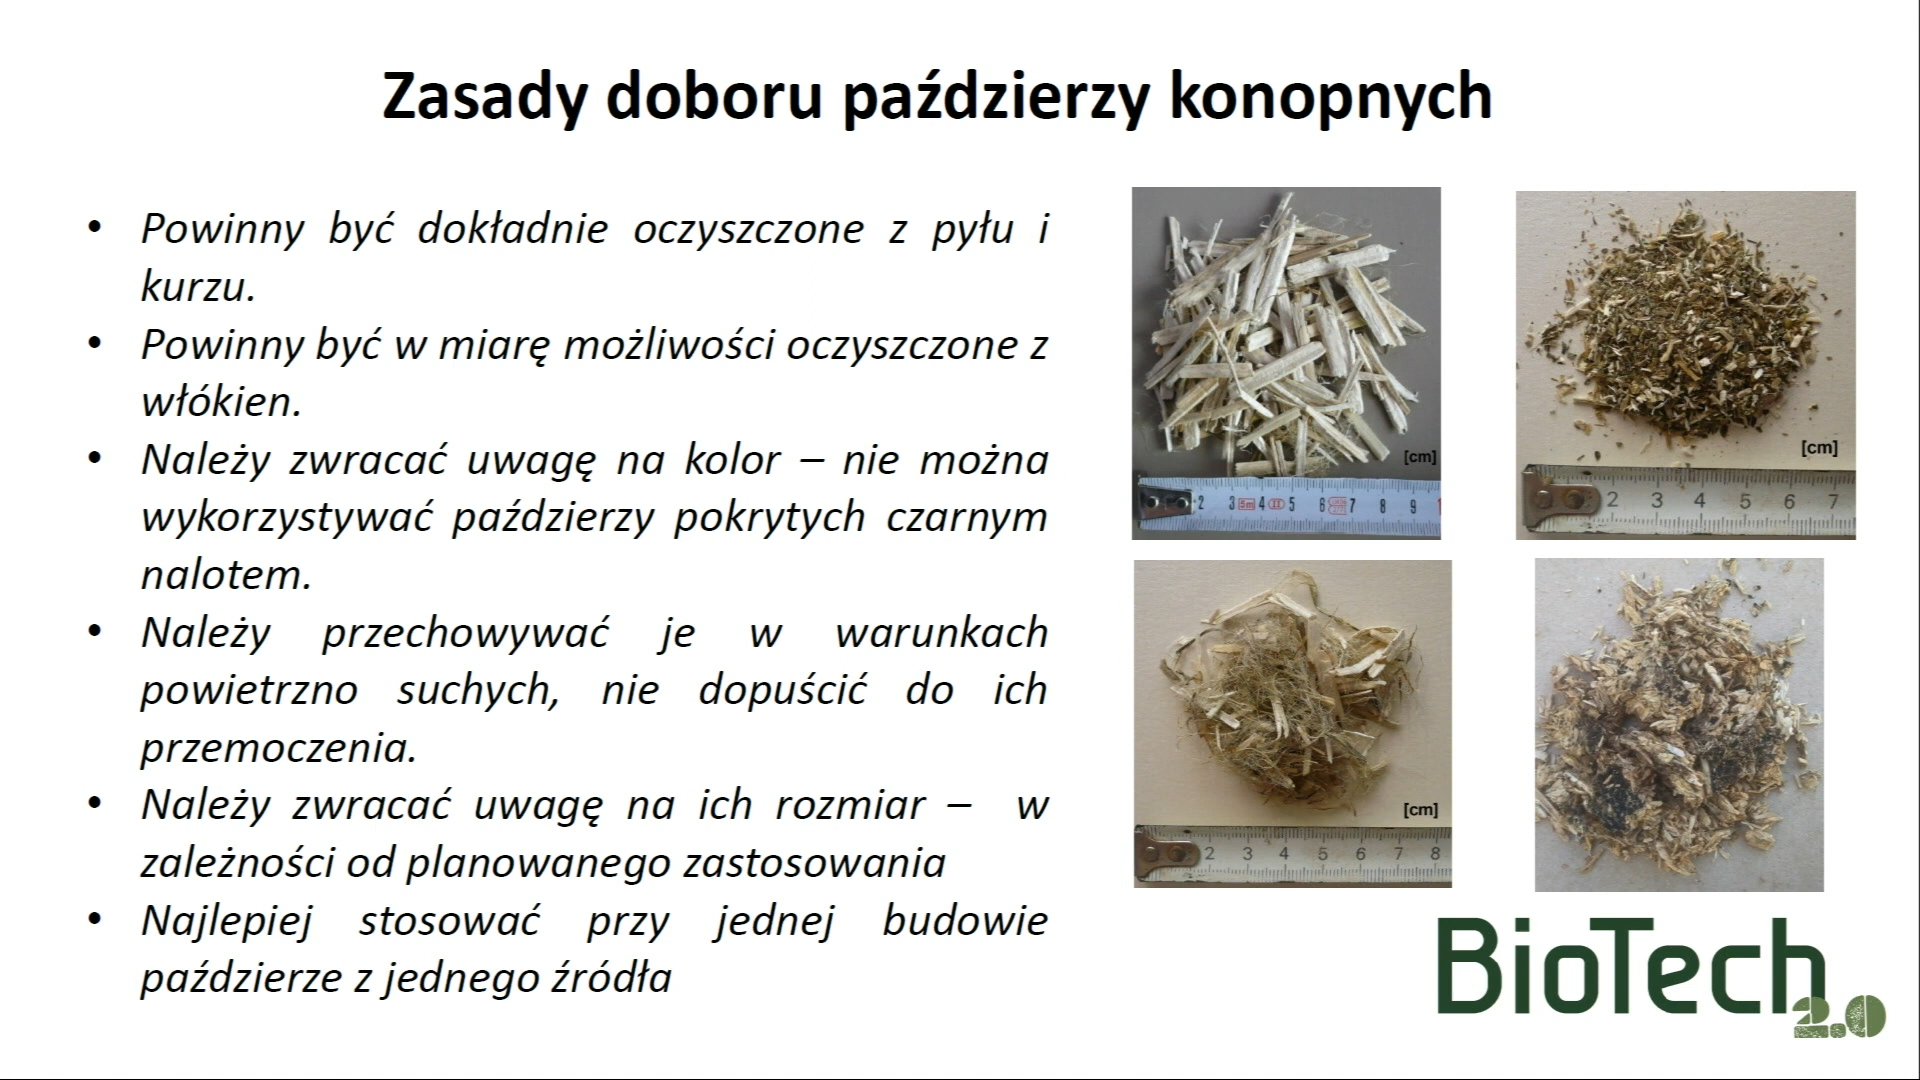 Zasady doboru paździerzy konopnych
• Powinny być dokładnie oczyszczone z pyłu i
kurzu.
• Powinny być w miarę możliwości oczyszczone z
włókien.
• Należy zwracać uwagę na kolor – nie można
wykorzystywać paździerzy pokrytych czarnym
nalotem.
• Należy przechowywać je w warunkach
powietrzno suchych, nie dopuścić do ich
przemoczenia.
• Należy zwracać uwagę na ich rozmiar – w
zależności od planowanego zastosowania
• Najlepiej stosować przy jednej budowie
paździerze z jednego źródła
[cm]
2 3 5m 4 II 5 6 7 8 9 1
[cm]
2 3 4 5 6 7
[cm]
2 3 4 5 6 7 8
BioTech
2.0